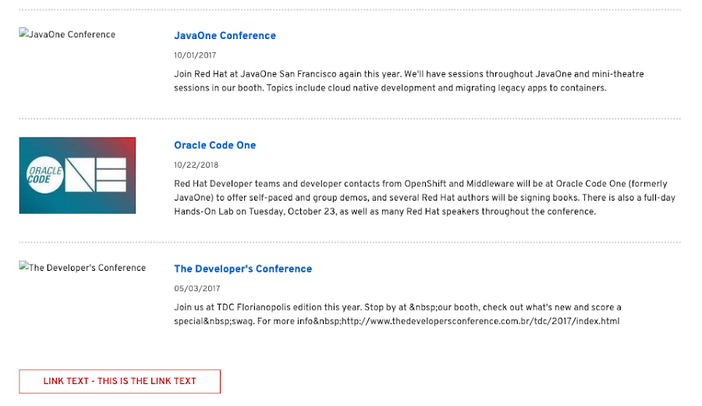 JavaOne Conference
JavaOne Conference
10/01/2017
Join Red Hat at JavaOne San Francisco again this year. We'll have sessions throughout JavaOne and mini-theatre
sessions in our booth. Topics include cloud native development and migrating legacy apps to containers.
ORACLE
CODE ONE
Oracle Code One
10/22/2018
Red Hat Developer teams and developer contacts from OpenShift and Middleware will be at Oracle Code One (formerly
JavaOne) to offer self-paced and group demos, and several Red Hat authors will be signing books. There is also a full-day
Hands-On Lab on Tuesday, October 23, as well as many Red Hat speakers throughout the conference.
The Developer's Conference
The Developer's Conference
05/03/2017
Join us at TDC Florianopolis edition this year. Stop by at &nbsp;our booth, check out what's new and score a
special&nbsp;swag. For more info&nbsp;http://www.thedevelopersconference.com.br/tdc/2017/index.html
LINK TEXT - THIS IS THE LINK TEXT